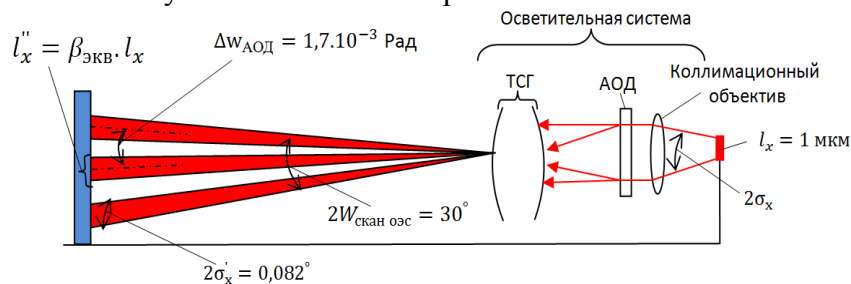 Осветительная система
l''ₓ = βэкв. lₓ
ΔwАОД = 1,7.10⁻³ Рад
ТСГ
АОД
Коллимационный
объектив
lₓ = 1 мкм
2σₓ
2Wскан оэс = 30°
2σ'ₓ = 0,082°